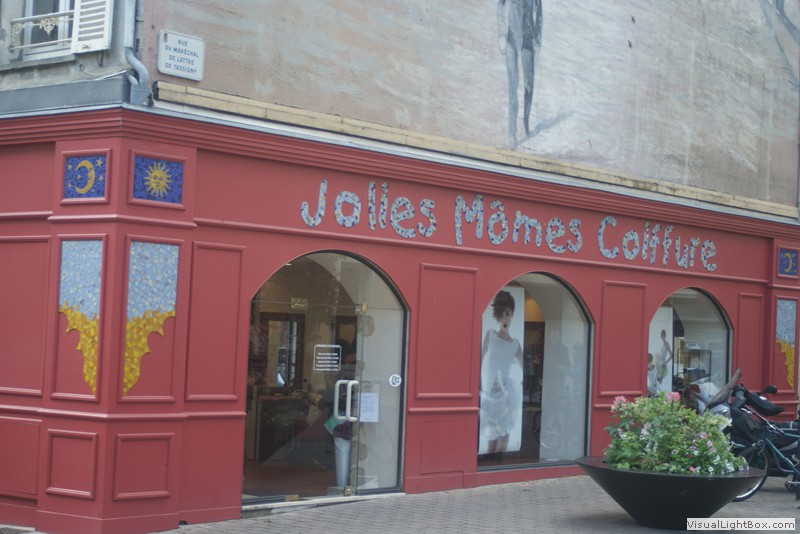 RUE
DU MARÉCHAL
DE LATTRE
DE TASSIGNY
Jolies Mômes Coiffure
VisualLightBox.com